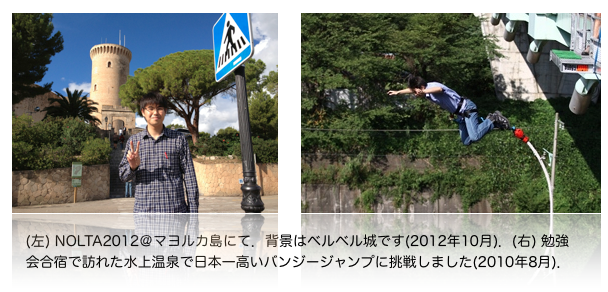 (左) NOLTA2012@マヨルカ島にて．背景はベルベル城です(2012年10月)．(右) 勉強
会合宿で訪れた水上温泉で日本一高いバンジージャンプに挑戦しました(2010年8月)．